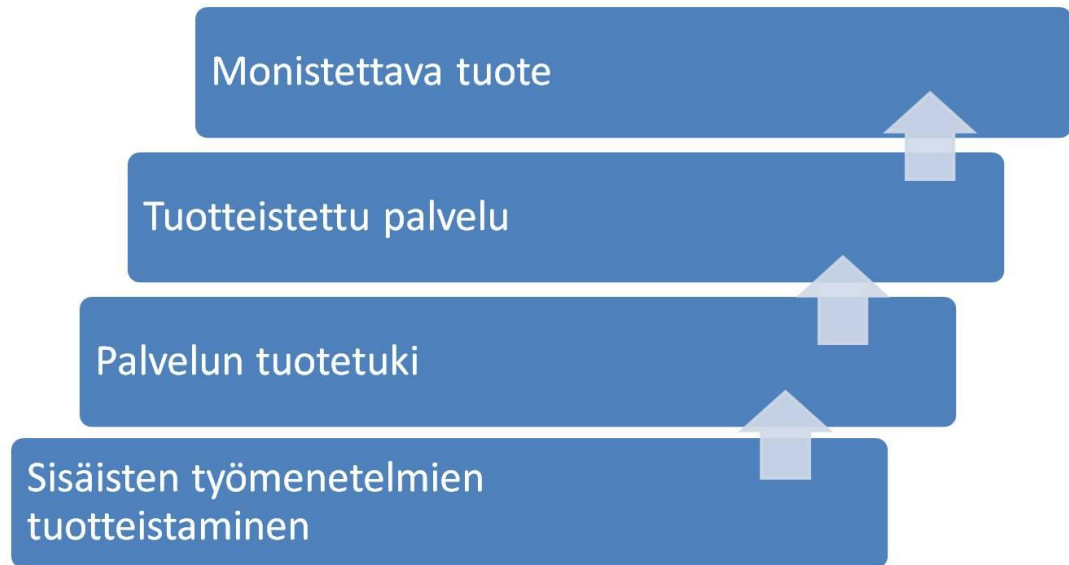 Monistettava tuote
Tuotteistettu palvelu
Palvelun tuotetuki
Sisäisten työmenetelmien
tuotteistaminen